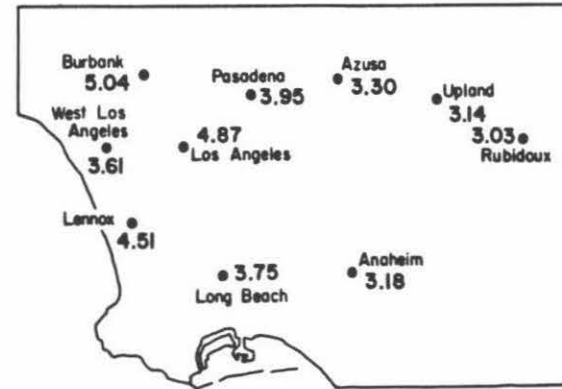 Burbank
5.04
Pasadena
3.95
Azusa
3.30
Upland
3.14
West Los
Angeles
3.61
4.87
Los Angeles
3.03
Rubidoux
Lennox
4.51
3.75
Long Beach
Anaheim
3.18